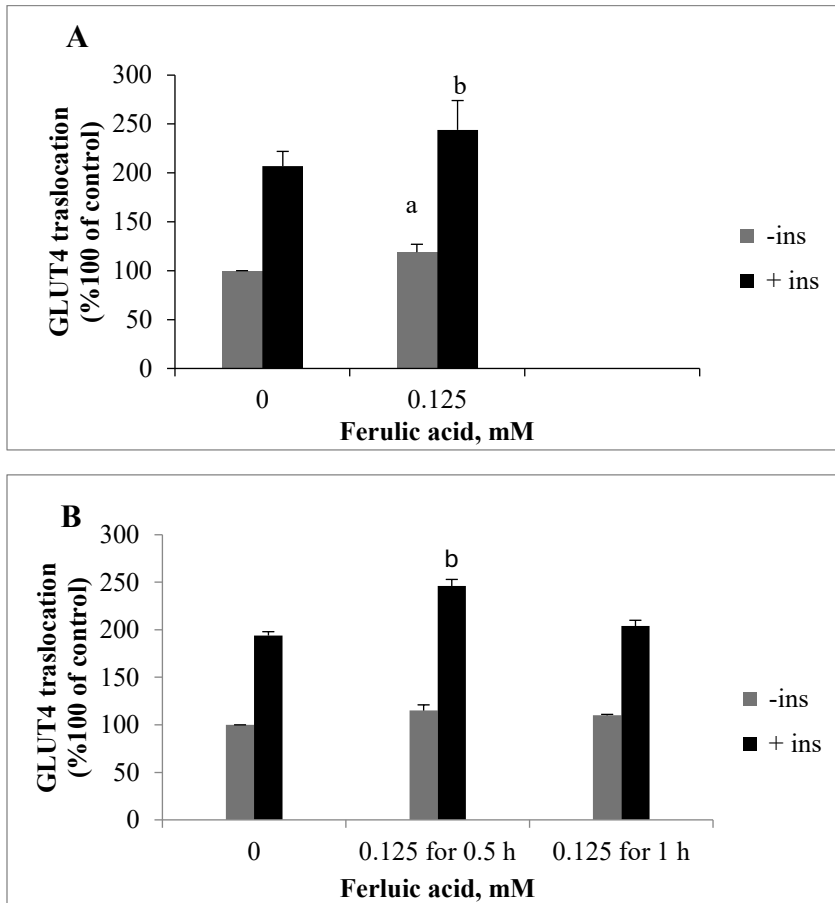 A
GLUT4 traslocation
(%100 of control)
300
250
200
150
100
50
0
a
b
0
0.125
Ferulic acid, mM
-ins
+ ins
B
GLUT4 traslocation
(%100 of control)
300
250
200
150
100
50
0
b
0
0.125 for 0.5 h
0.125 for 1 h
Ferluic acid, mM
-ins
+ ins